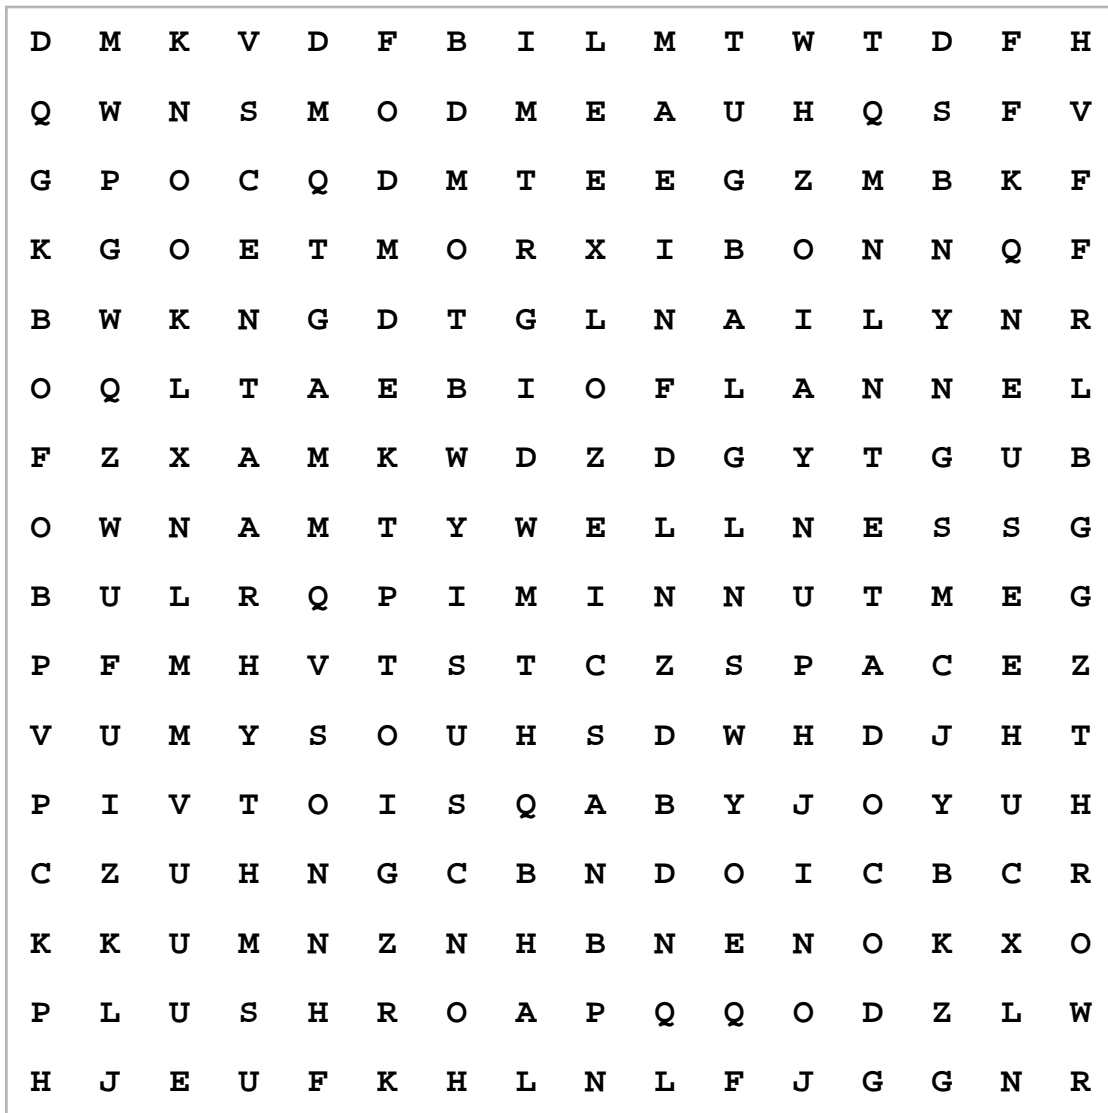 D M K V D F B I L M T W T D F H
Q W N S M O D M E A U H Q S F V
G P O C Q D M T E E G Z M B K F
K G O E T M O R X I B O N N Q F
B W K N G D T G L N A I L Y N R
O Q L T A E B I O F L A N N E L
F Z X A M K W D Z D G Y T G U B
O W N A M T Y W E L L N E S S G
B U L R Q P I M I N N U T M E G
P F M H V T S T C Z S P A C E Z
V U M Y S O U H S D W H D J H T
P I V T O I S Q A B Y J O Y U H
C Z U H N G C B N D O I C B C R
K K U M N Z N H B N E N O K X O
P L U S H R O A P Q Q O D Z L W
H J E U F K H L N L F J G G N R